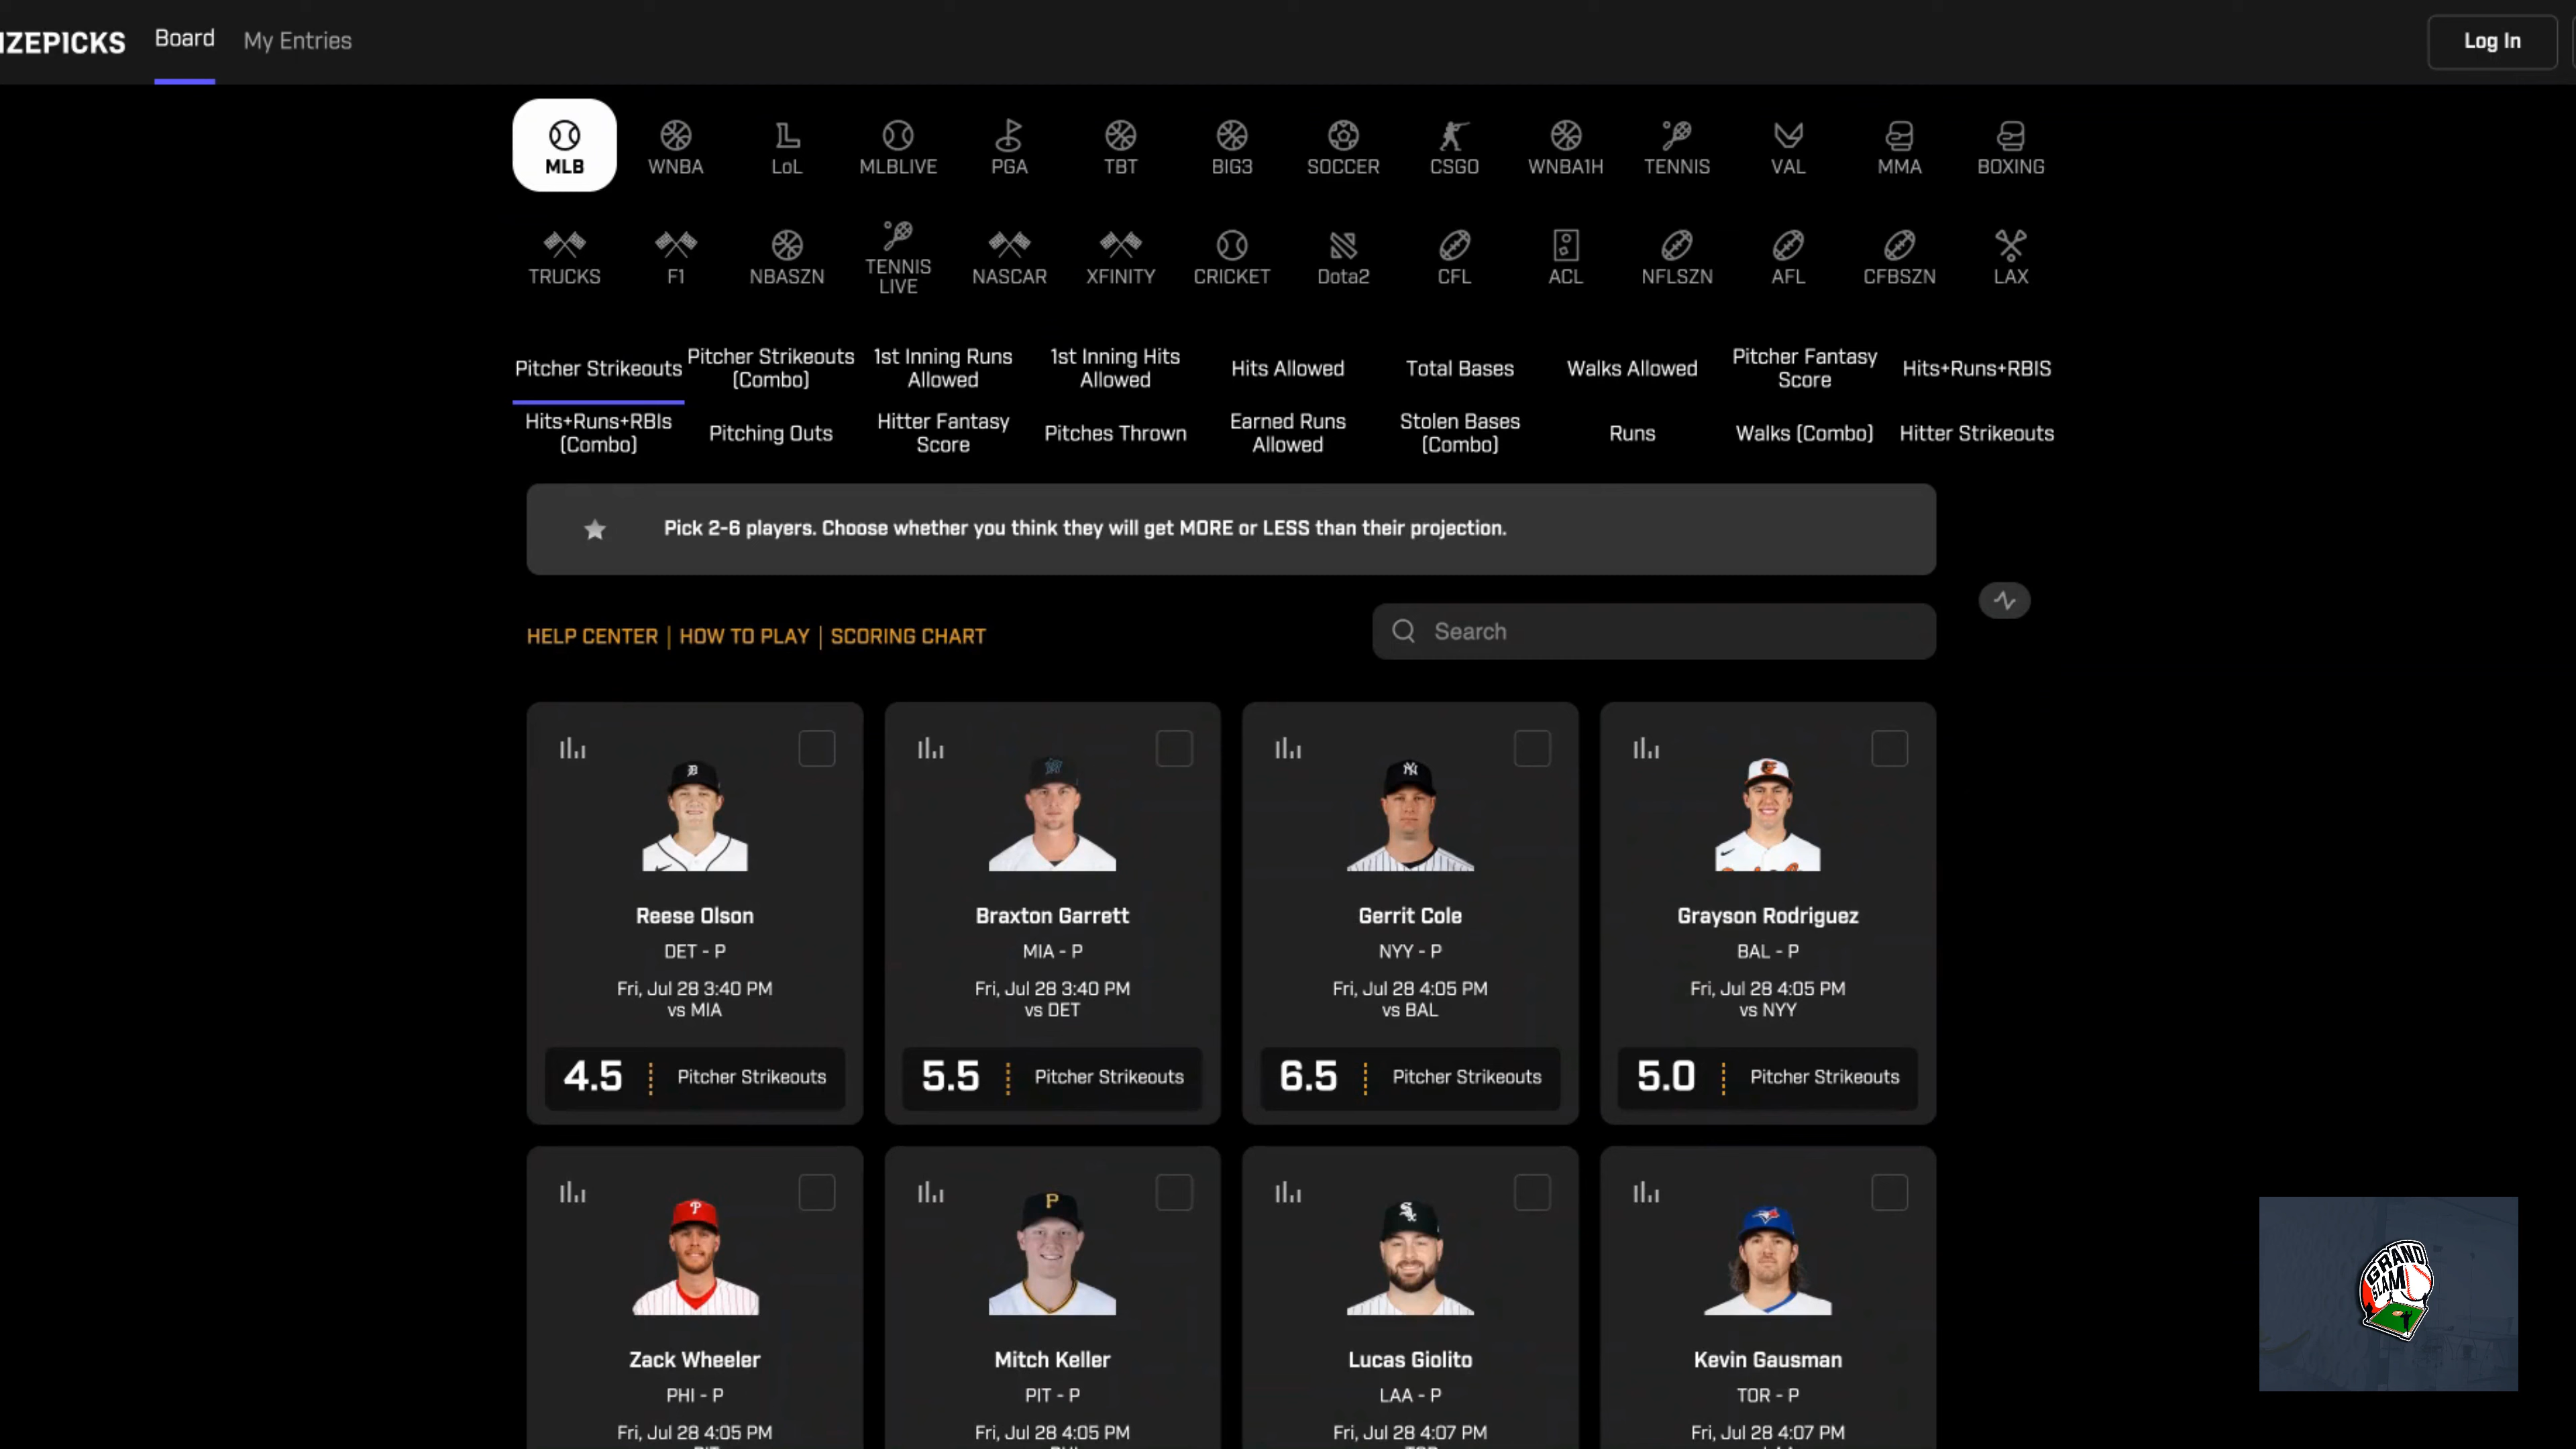 IZEPICKS
Board
My Entries
Log In
MLB
WNBA
LoL
MLBLIVE
PGA
TBT
BIG3
SOCCER
CSGO
WNBA1H
TENNIS
VAL
MMA
BOXING
TRUCKS
F1
NBASZN
TENNIS
LIVE
NASCAR
XFINITY
CRICKET
Dota2
CFL
ACL
NFLSZN
AFL
CFBSZN
LAX
Pitcher Strikeouts
Pitcher Strikeouts
(Combo)
1st Inning Runs
Allowed
1st Inning Hits
Allowed
Hits Allowed
Total Bases
Walks Allowed
Pitcher Fantasy
Score
Hits+Runs+RBIS
Hits+Runs+RBIs
(Combo)
Pitching Outs
Hitter Fantasy
Score
Pitches Thrown
Earned Runs
Allowed
Stolen Bases
(Combo)
Runs
Walks (Combo)
Hitter Strikeouts
Pick 2-6 players. Choose whether you think they will get MORE or LESS than their projection.
HELP CENTER | HOW TO PLAY | SCORING CHART
Search
Reese Olson
DET - P
Fri, Jul 28 3:40 PM
vs MIA
4.5 Pitcher Strikeouts
Braxton Garrett
MIA - P
Fri, Jul 28 3:40 PM
vs DET
5.5 Pitcher Strikeouts
Gerrit Cole
NYY - P
Fri, Jul 28 4:05 PM
vs BAL
6.5 Pitcher Strikeouts
Grayson Rodriguez
BAL - P
Fri, Jul 28 4:05 PM
vs NYY
5.0 Pitcher Strikeouts
Zack Wheeler
PHI - P
Fri, Jul 28 4:05 PM
Mitch Keller
PIT - P
Fri, Jul 28 4:05 PM
Lucas Giolito
LAA - P
Fri, Jul 28 4:07 PM
Kevin Gausman
TOR - P
Fri, Jul 28 4:07 PM
GRAND
SLAM